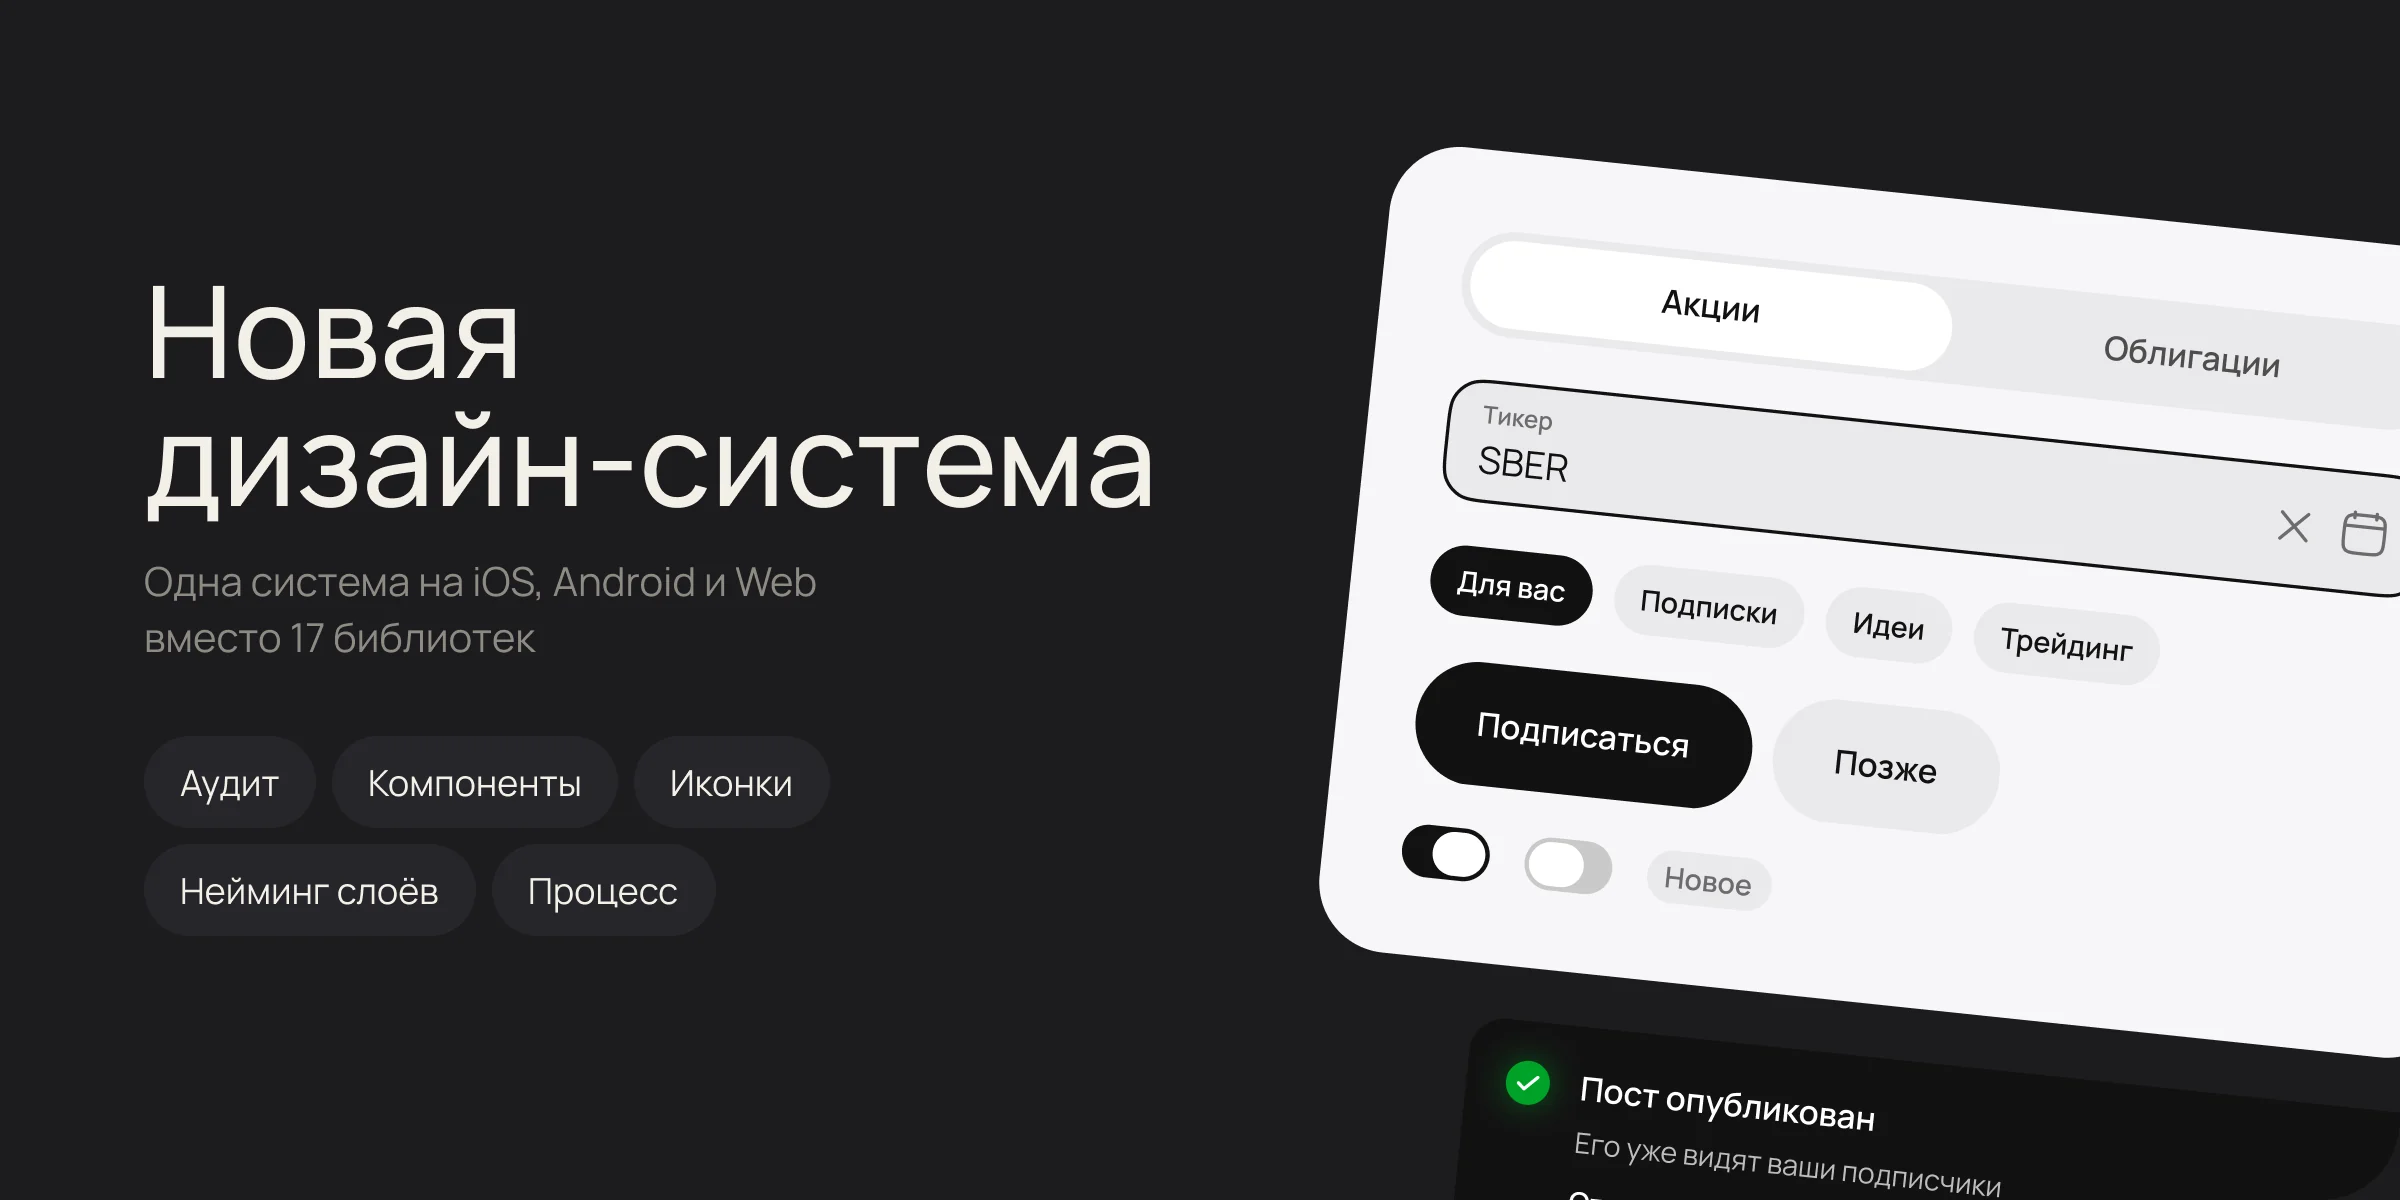 Новая
дизайн-система
Одна система на iOS, Android и Web
вместо 17 библиотек
Аудит
Компоненты
Иконки
Нейминг слоёв
Процесс
Акции
Облигации
Тикер
SBER
Для вас
Подписки
Идеи
Трейдинг
Подписаться
Позже
Новое
Пост опубликован
Его уже видят ваши подписчики